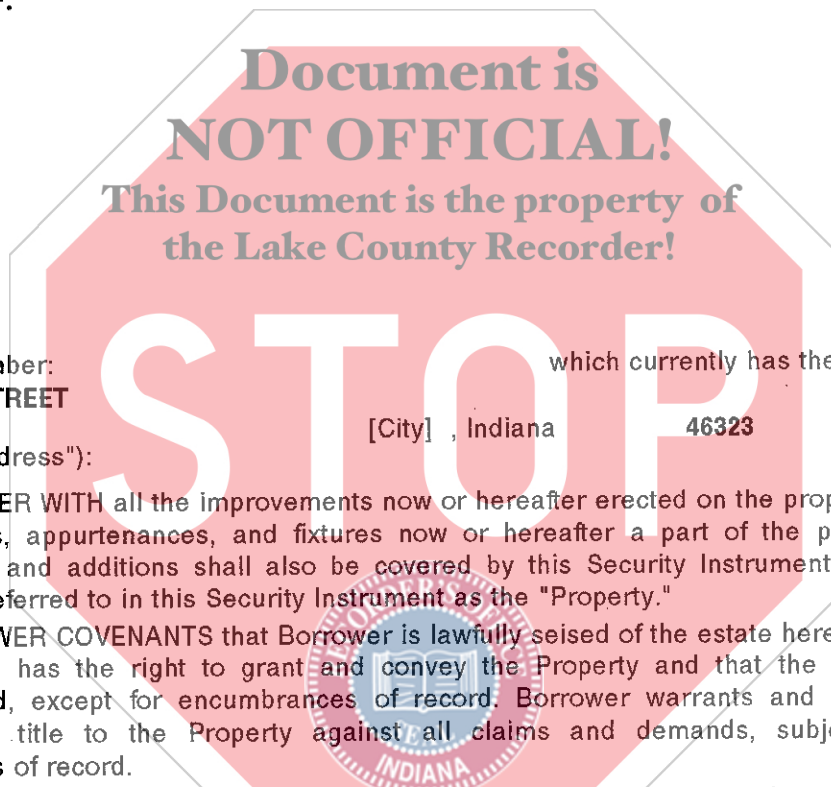 Document is
NOT OFFICIAL!
This Document is the property of
the Lake County Recorder!
STOP
ber: which currently has the
TREET
[City] , Indiana 46323
dress"):
ER WITH all the improvements now or hereafter erected on the prop
, appurtenances, and fixtures now or hereafter a part of the p
and additions shall also be covered by this Security Instrument
eferred to in this Security Instrument as the "Property."
WER COVENANTS that Borrower is lawfully seised of the estate here
has the right to grant and convey the Property and that the
d, except for encumbrances of record. Borrower warrants and
title to the Property against all claims and demands, subj
s of record.
SEAL
INDIANA